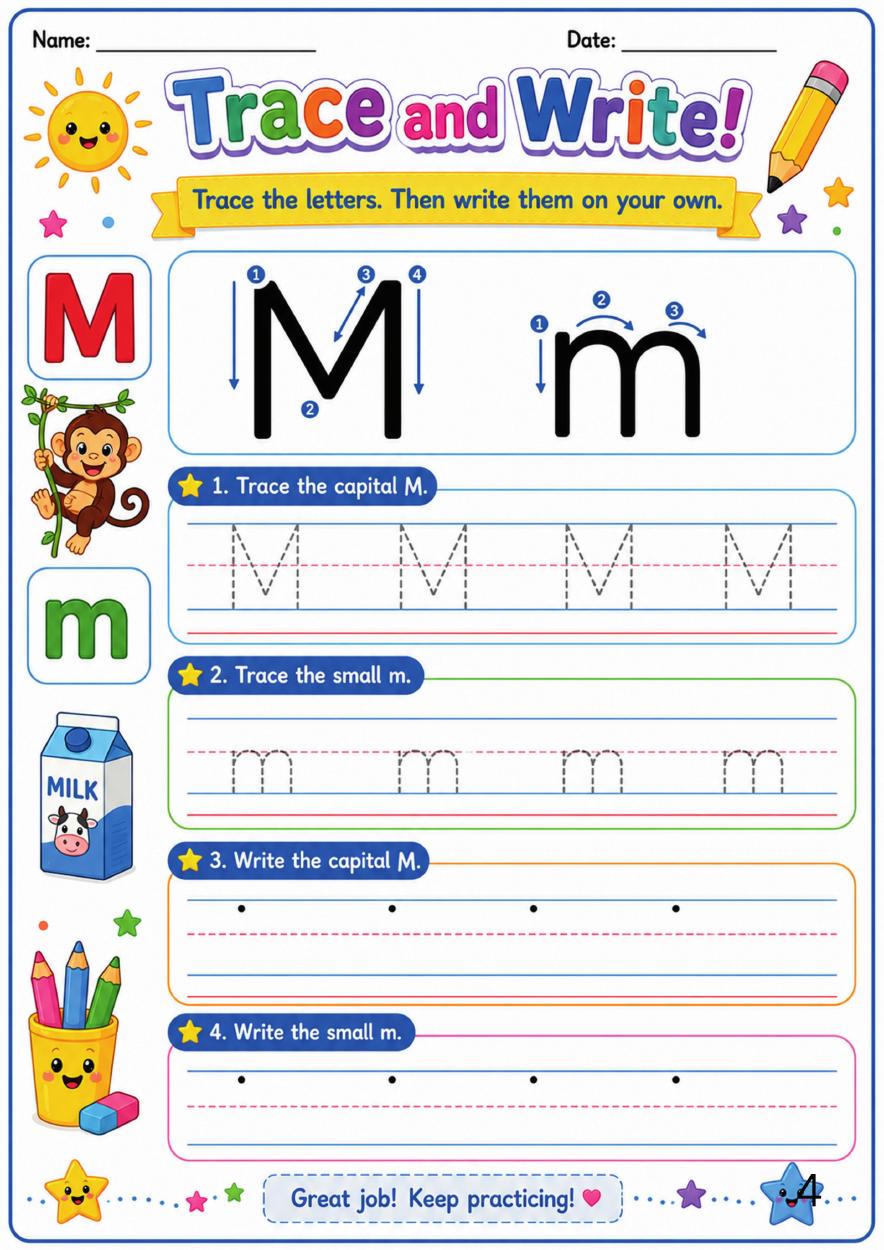 Name: Date:
Trace and Write!
Trace the letters. Then write them on your own.
M
1 3 4
M
2
1 2 3
m
1. Trace the capital M.
M M M M
m
2. Trace the small m.
m m m m
MILK
3. Write the capital M.
4. Write the small m.
Great job! Keep practicing!
4